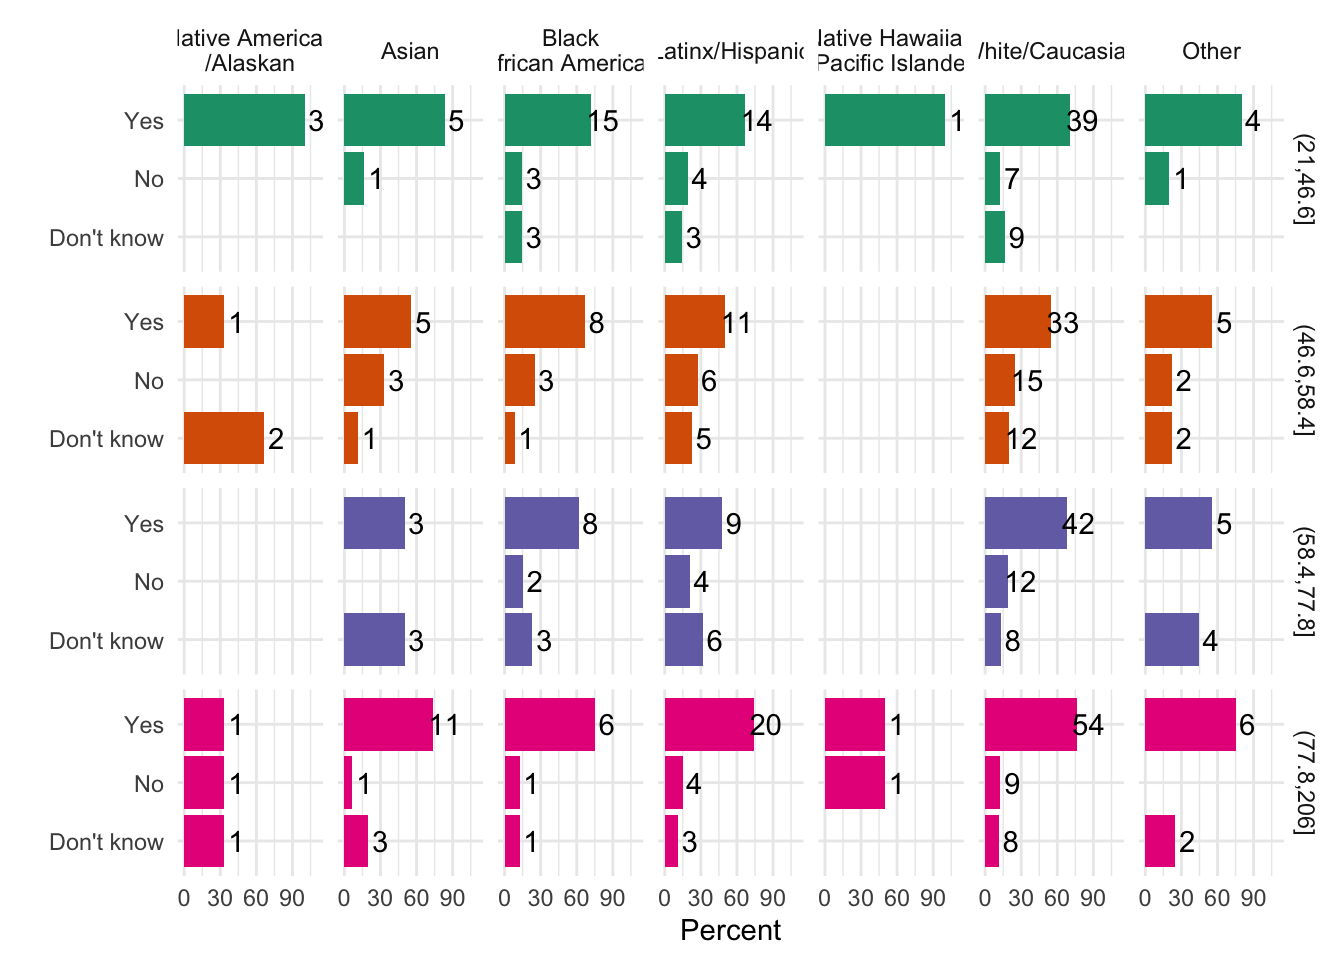 lative America
/Alaskan
Asian
Black
frican America
Latinx/Hispanic
lative Hawaiia
Pacific Islande
/hite/Caucasia
Other
Yes
3
5
15
14
1
39
4
No
1
3
4
7
1
Don't know
3
3
9
(21,46.6]
Yes
1
5
8
11
33
5
No
3
3
6
15
2
Don't know
2
1
1
5
12
2
(46.6,58.4]
Yes
3
8
9
42
5
No
2
4
12
Don't know
3
3
6
8
4
(58.4,77.8]
Yes
1
11
6
20
1
54
6
No
1
1
1
4
1
9
Don't know
1
3
1
3
8
2
(77.8,206]
0 30 60 90
0 30 60 90
0 30 60 90
0 30 60 90
0 30 60 90
0 30 60 90
0 30 60 90
Percent